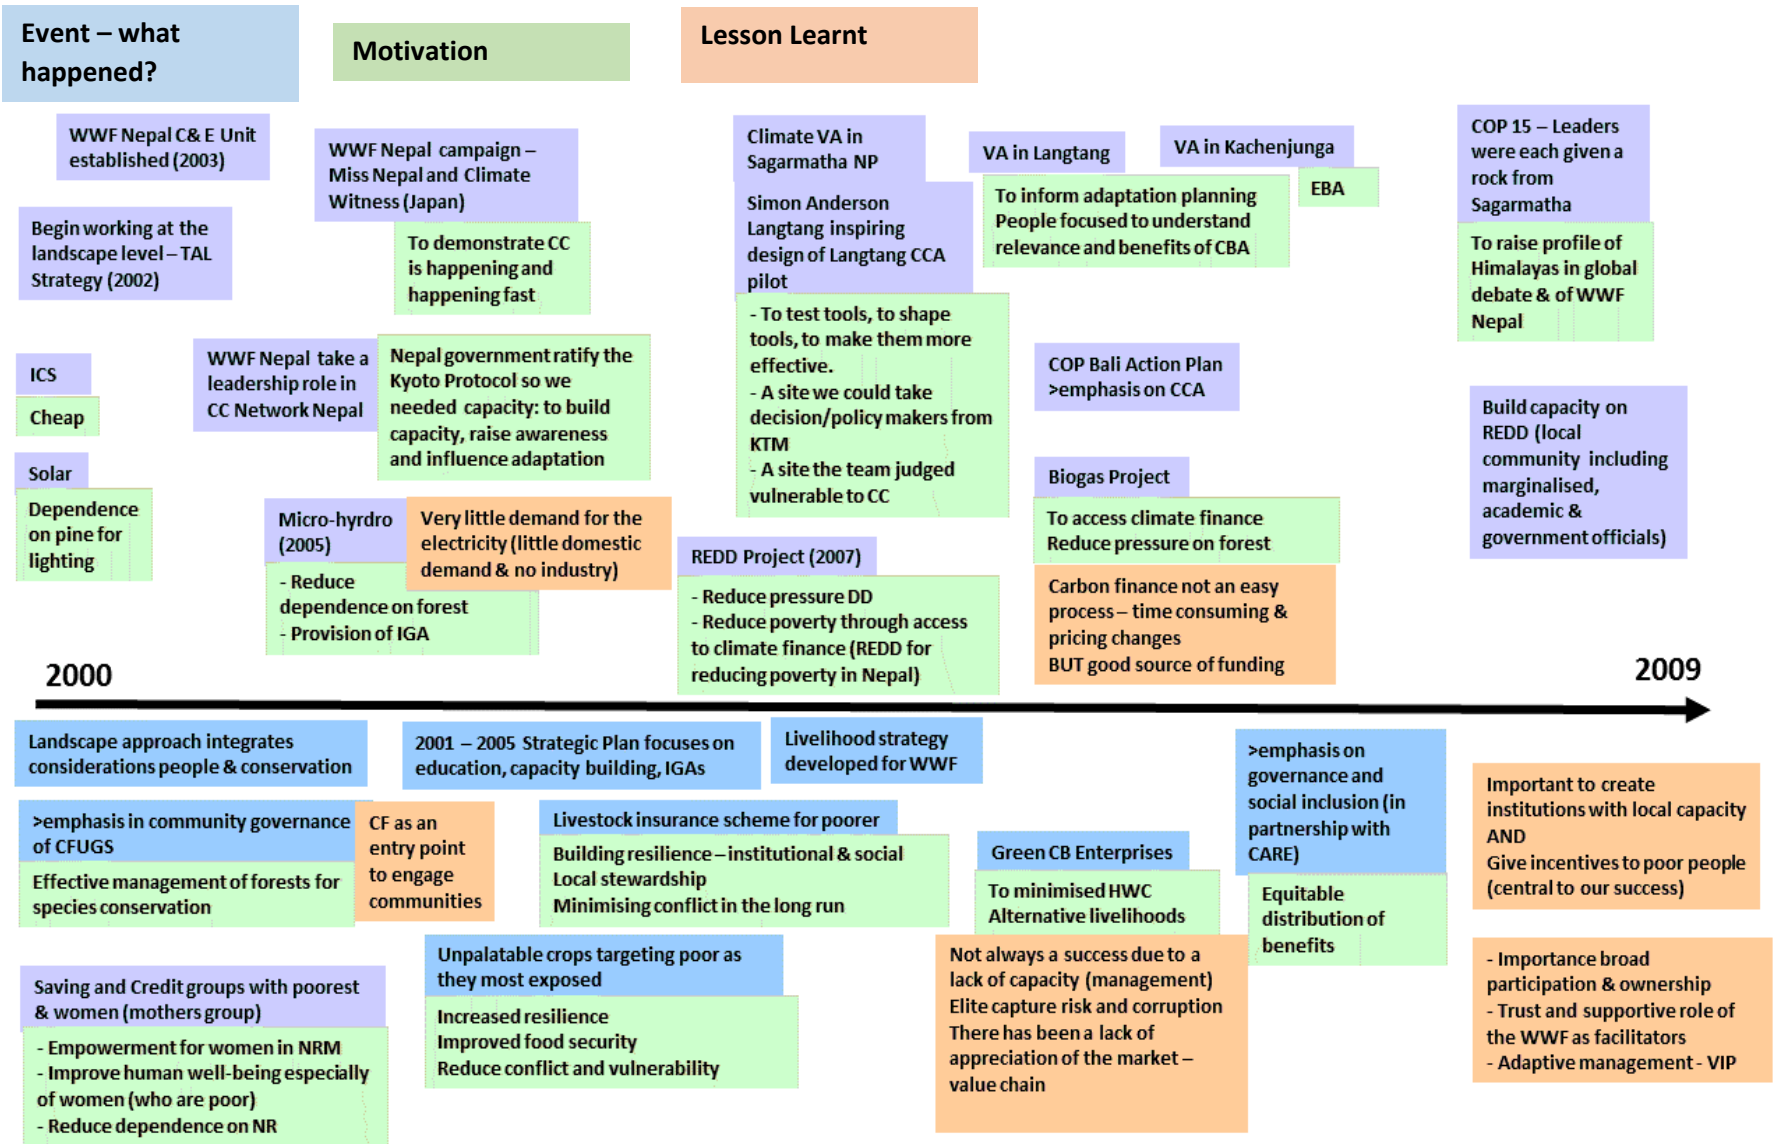 Event – what
happened?
Motivation
Lesson Learnt
WWF Nepal C& E Unit
established (2003)
Begin working at the
landscape level – TAL
Strategy (2002)
ICS
Cheap
Solar
Dependence
on pine for
lighting
WWF Nepal campaign –
Miss Nepal and Climate
Witness (Japan)
To demonstrate CC
is happening and
happening fast
WWF Nepal take a
leadership role in
CC Network Nepal
Nepal government ratify the
Kyoto Protocol so we
needed capacity: to build
capacity, raise awareness
and influence adaptation
Micro-hyrdro
(2005)
Very little demand for the
electricity (little domestic
demand & no industry)
- Reduce
dependence on forest
- Provision of IGA
Climate VA in
Sagarmatha NP
Simon Anderson
Langtang inspiring
design of Langtang CCA
pilot
- To test tools, to shape
tools, to make them more
effective.
- A site we could take
decision/policy makers from
KTM
- A site the team judged
vulnerable to CC
REDD Project (2007)
- Reduce pressure DD
- Reduce poverty through access
to climate finance (REDD for
reducing poverty in Nepal)
VA in Langtang
To inform adaptation planning
People focused to understand
relevance and benefits of CBA
VA in Kachenjunga
EBA
COP Bali Action Plan
>emphasis on CCA
Biogas Project
To access climate finance
Reduce pressure on forest
Carbon finance not an easy
process – time consuming &
pricing changes
BUT good source of funding
COP 15 – Leaders
were each given a
rock from
Sagarmatha
To raise profile of
Himalayas in global
debate & of WWF
Nepal
Build capacity on
REDD (local
community including
marginalised,
academic &
government officials)
2000
2009
Landscape approach integrates
considerations people & conservation
>emphasis in community governance
of CFUGS
Effective management of forests for
species conservation
CF as an
entry point
to engage
communities
Saving and Credit groups with poorest
& women (mothers group)
- Empowerment for women in NRM
- Improve human well-being especially
of women (who are poor)
- Reduce dependence on NR
2001 – 2005 Strategic Plan focuses on
education, capacity building, IGAs
Livelihood strategy
developed for WWF
Livestock insurance scheme for poorer
Building resilience – institutional & social
Local stewardship
Minimising conflict in the long run
Unpalatable crops targeting poor as
they most exposed
Increased resilience
Improved food security
Reduce conflict and vulnerability
Green CB Enterprises
To minimised HWC
Alternative livelihoods
Not always a success due to a
lack of capacity (management)
Elite capture risk and corruption
There has been a lack of
appreciation of the market –
value chain
>emphasis on
governance and
social inclusion (in
partnership with
CARE)
Equitable
distribution of
benefits
Important to create
institutions with local capacity
AND
Give incentives to poor people
(central to our success)
- Importance broad
participation & ownership
- Trust and supportive role of
the WWF as facilitators
- Adaptive management - VIP